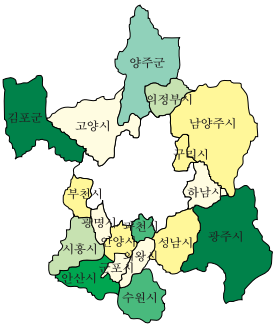 양주군
의정부시
김포군
고양시
남양주시
구리시
부천시
하남시
광명시
과천시
시흥시
안양시
성남시
광주시
의왕시
군포시
안산시
수원시